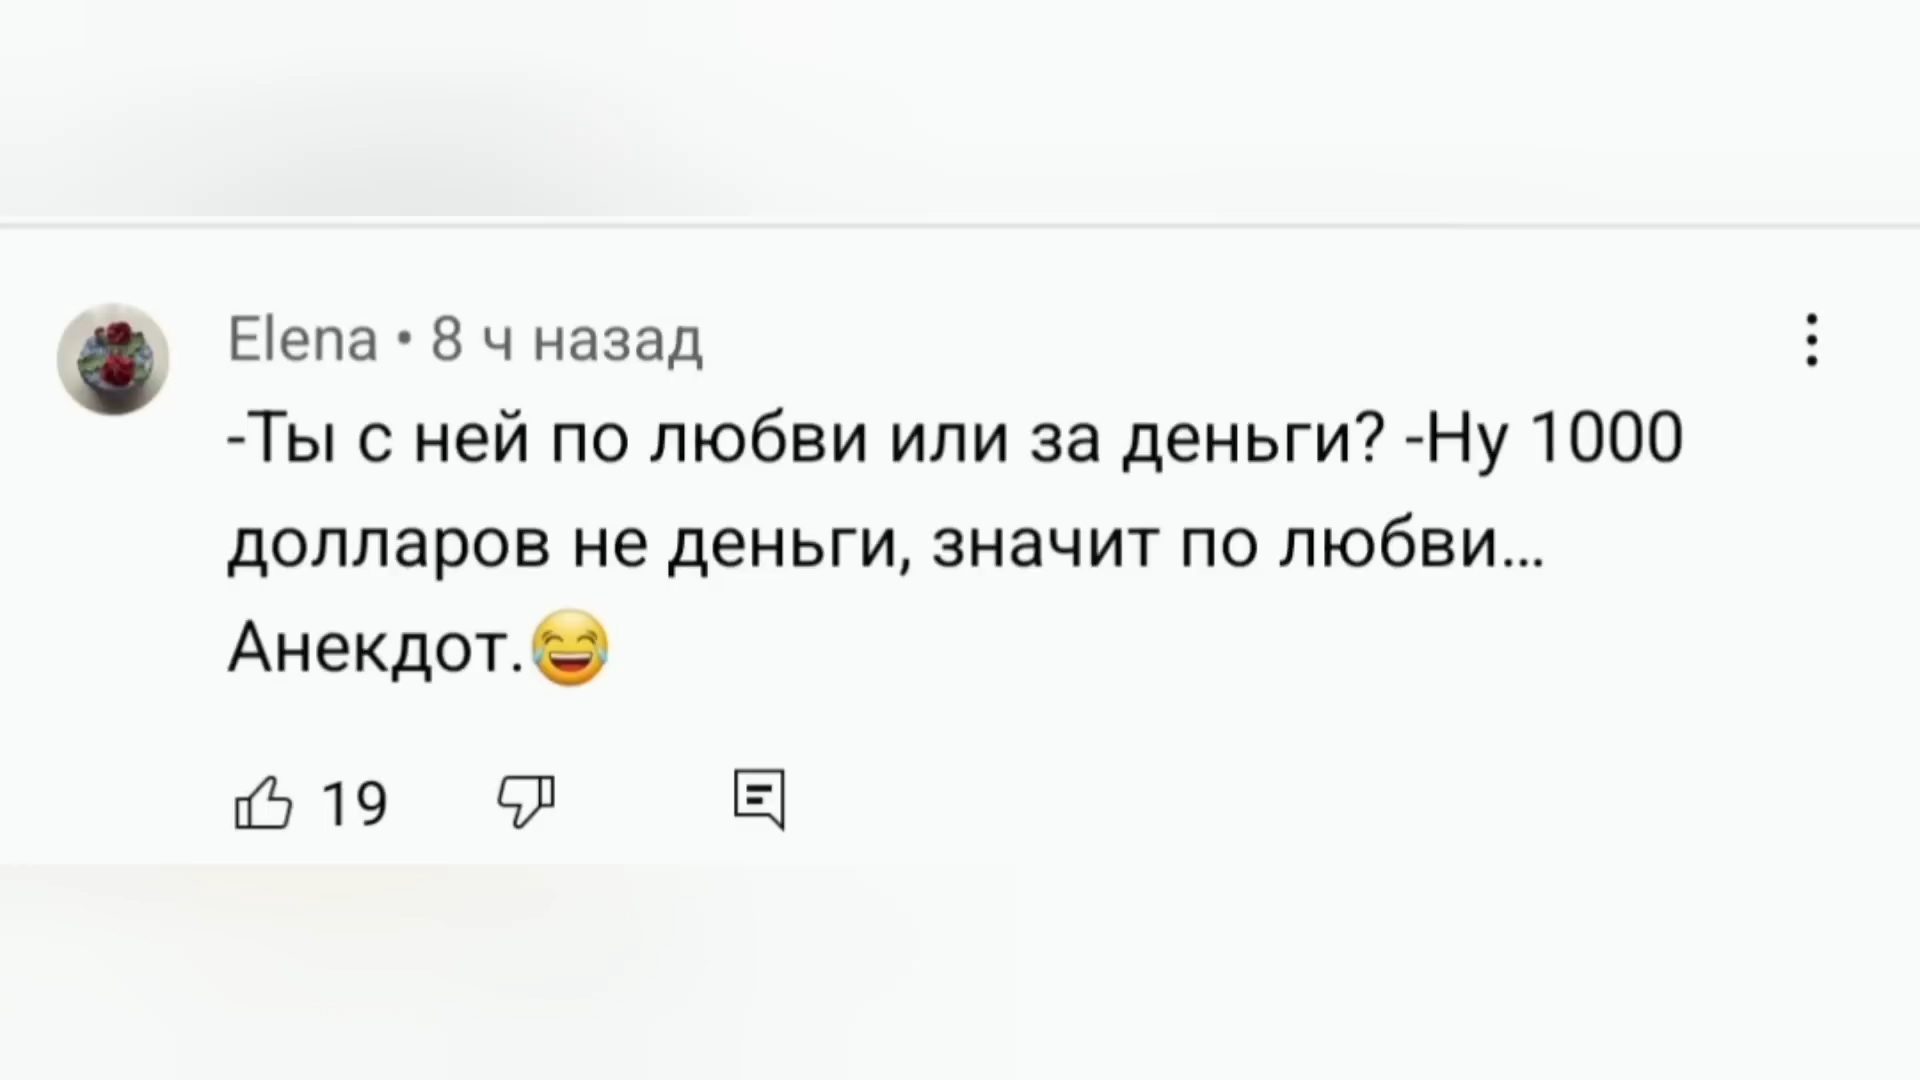 Elena • 8 ч назад
-Ты с ней по любви или за деньги? -Ну 1000
долларов не деньги, значит по любви...
Анекдот.😂
19